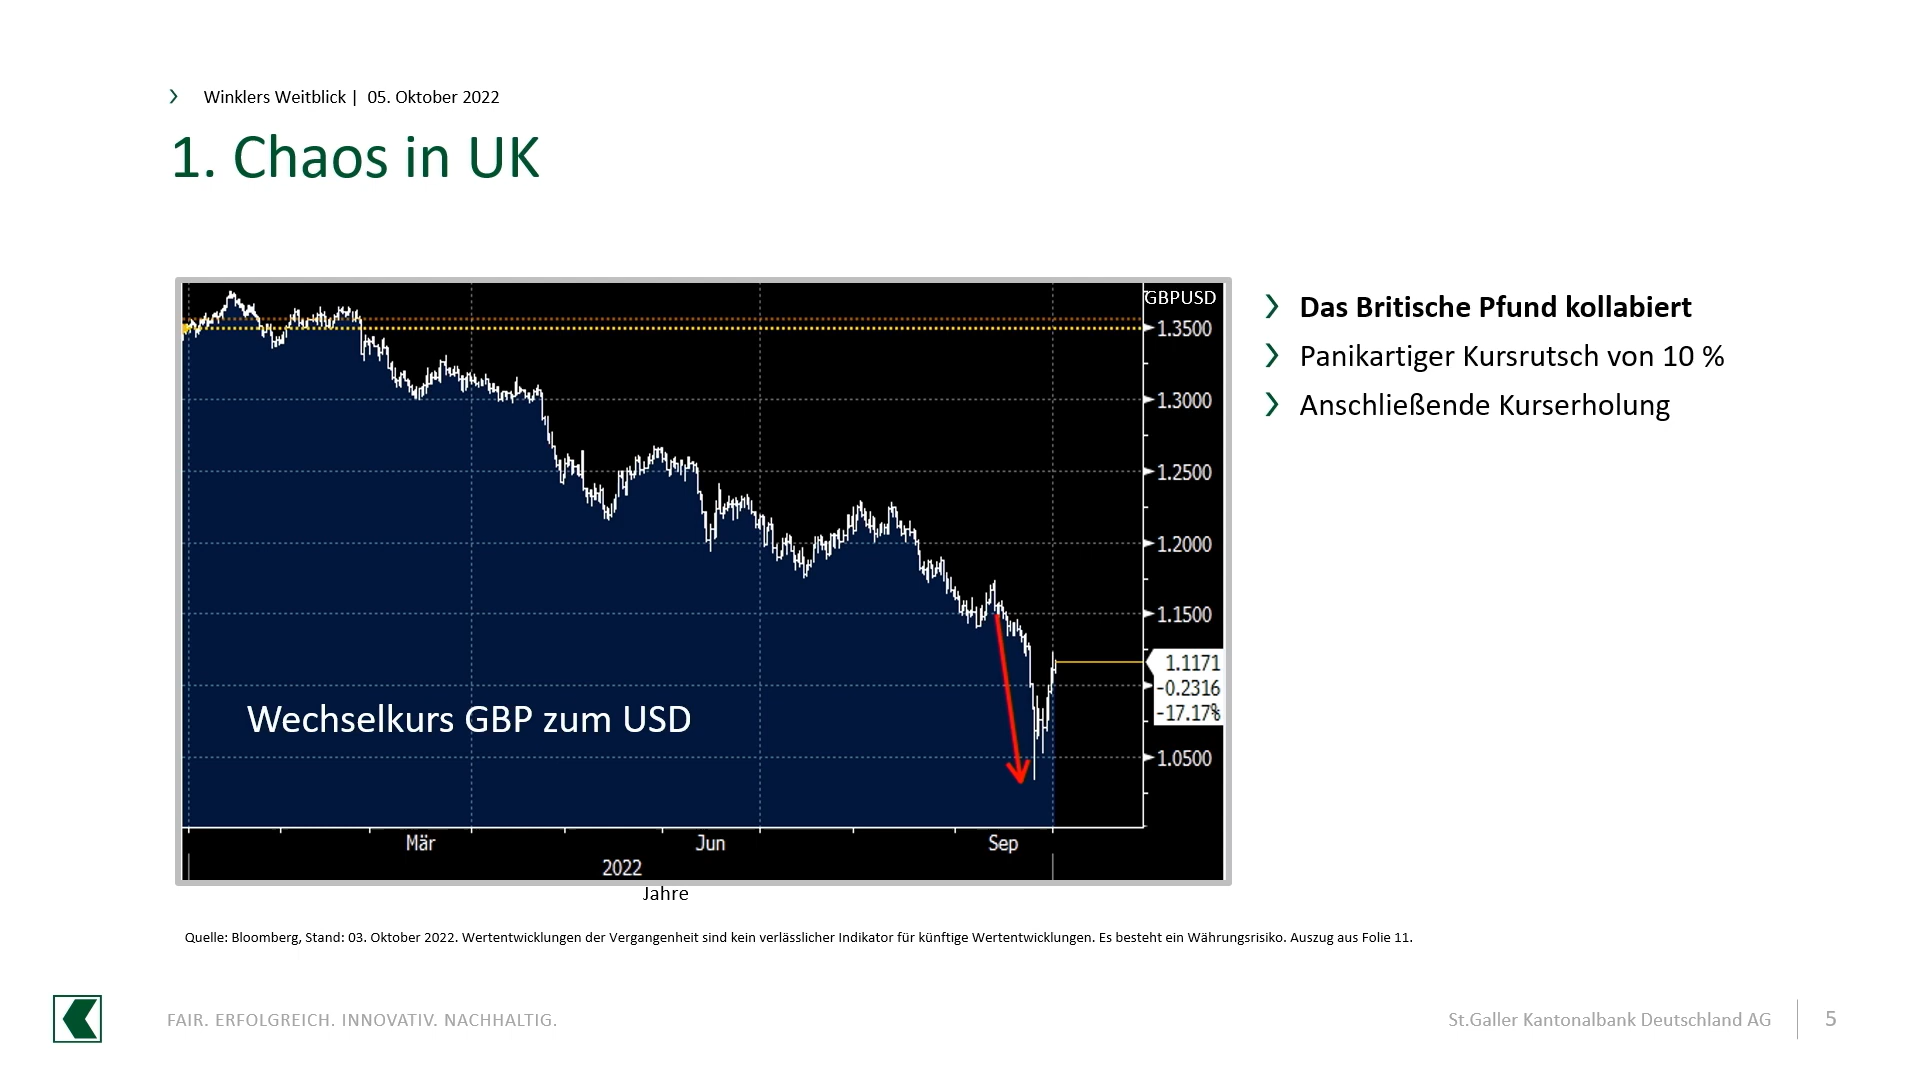 Winklers Weitblick | 05. Oktober 2022
1. Chaos in UK
GBPUSD
1.3500
1.3000
1.2500
1.2000
1.1500
1.1171
-0.2316
-17.17%
1.0500
Wechselkurs GBP zum USD
Mär Jun Sep
2022
Jahre
Das Britische Pfund kollabiert
Panikartiger Kursrutsch von 10 %
Anschließende Kurserholung
Quelle: Bloomberg, Stand: 03. Oktober 2022. Wertentwicklungen der Vergangenheit sind kein verlässlicher Indikator für künftige Wertentwicklungen. Es besteht ein Währungsrisiko. Auszug aus Folie 11.
FAIR. ERFOLGREICH. INNOVATIV. NACHHALTIG.
St.Galler Kantonalbank Deutschland AG 5